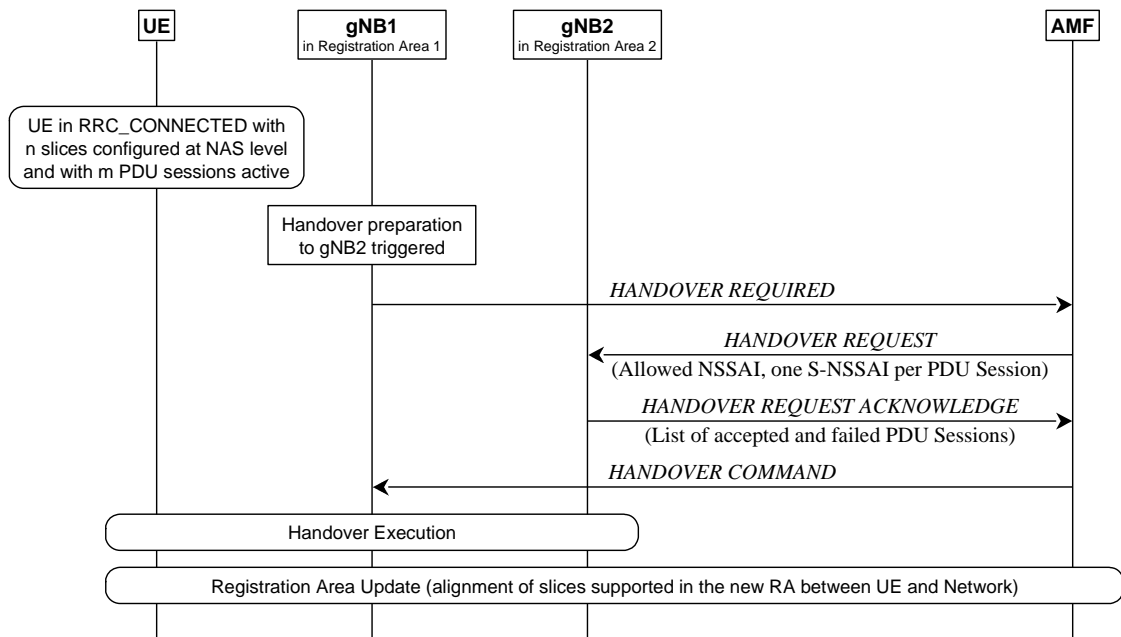 UE
gNB1
in Registration Area 1
gNB2
in Registration Area 2
AMF
UE in RRC_CONNECTED with
n slices configured at NAS level
and with m PDU sessions active
Handover preparation
to gNB2 triggered
HANDOVER REQUIRED
HANDOVER REQUEST
(Allowed NSSAI, one S-NSSAI per PDU Session)
HANDOVER REQUEST ACKNOWLEDGE
(List of accepted and failed PDU Sessions)
HANDOVER COMMAND
Handover Execution
Registration Area Update (alignment of slices supported in the new RA between UE and Network)